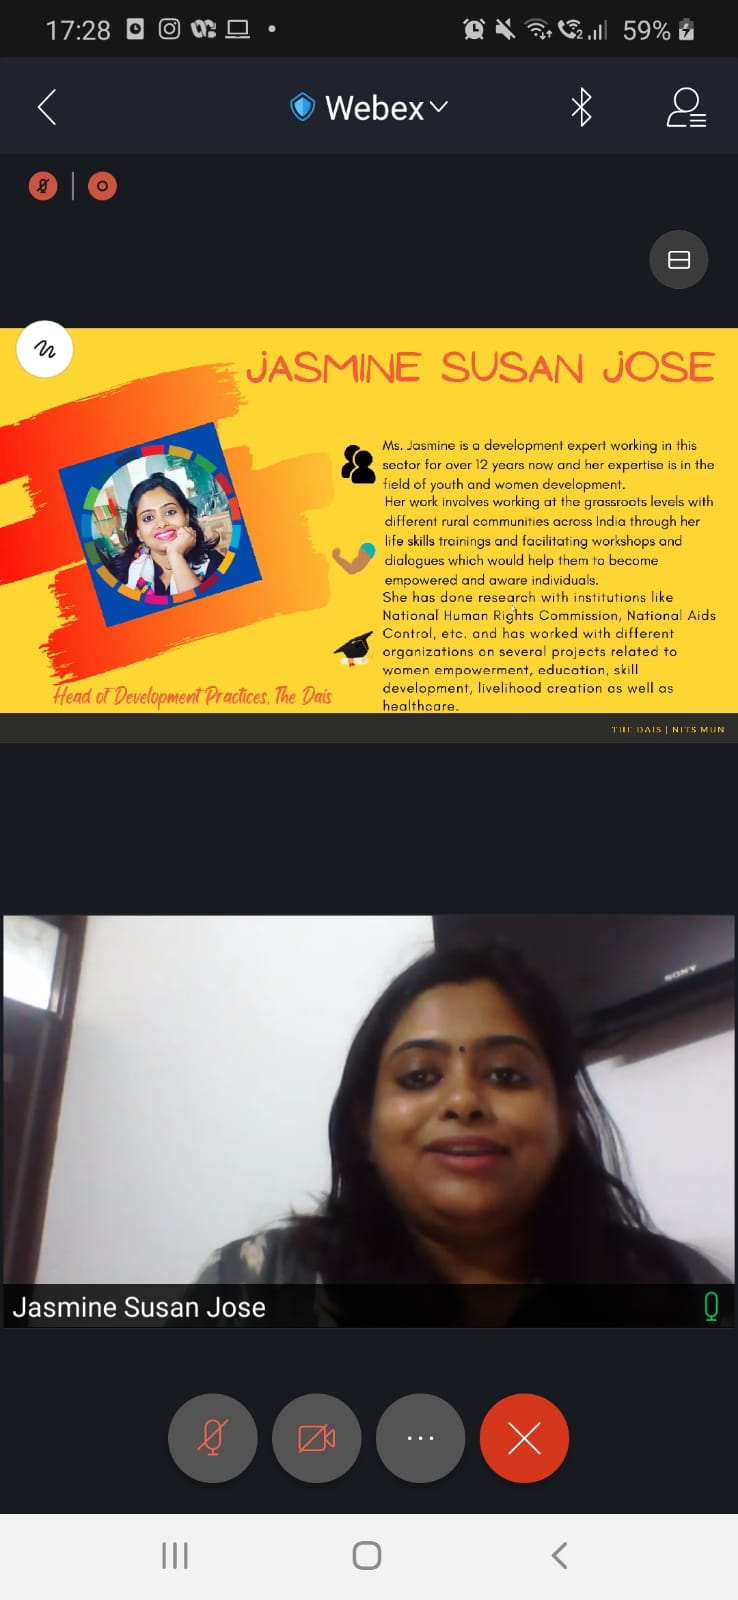 17:28
59%
Webex
JASMINE SUSAN JOSE
Ms. Jasmine is a development expert working in this
sector for over 12 years now and her expertise is in the
field of youth and women development.
Her work involves working at the grassroots levels with
different rural communities across India through her
life skills trainings and facilitating workshops and
dialogues which would help them to become
empowered and aware individuals.
She has done research with institutions like
National Human Rights Commission, National Aids
Control, etc. and has worked with different
organizations on several projects related to
women empowerment, education, skill
development, livelihood creation as well as
healthcare.
Head of Development Practices, The Dais
THE DAIS | NITS MUN
SONY
Jasmine Susan Jose